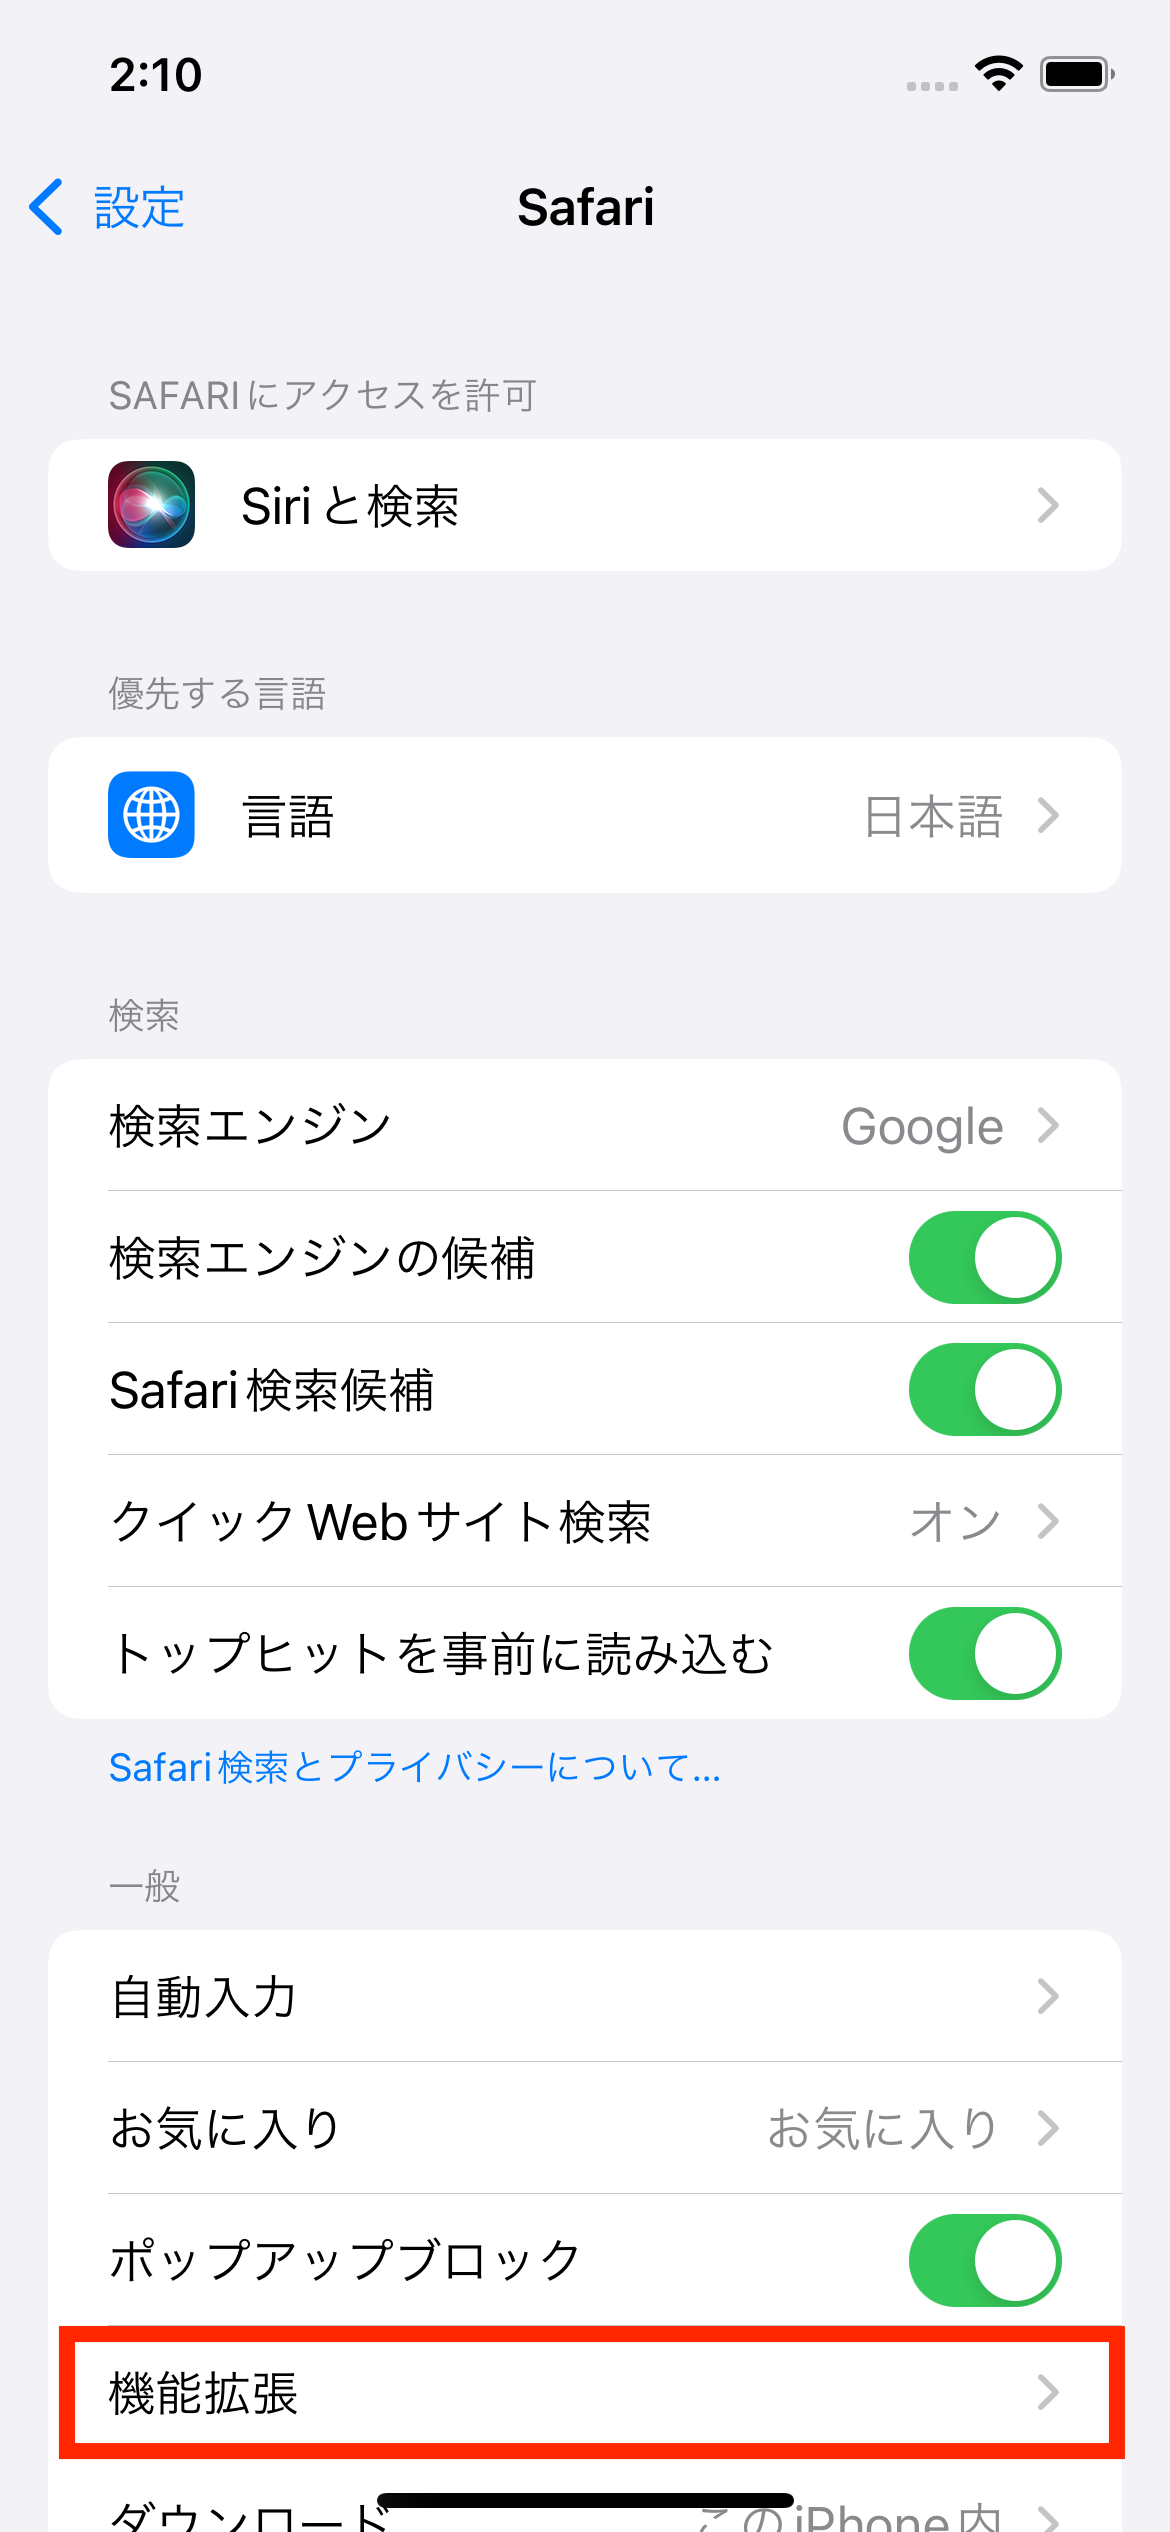 2:10
設定
Safari
SAFARIにアクセスを許可
Siriと検索
優先する言語
言語
日本語
検索
検索エンジン
Google
検索エンジンの候補
Safari検索候補
クイックWebサイト検索
オン
トップヒットを事前に読み込む
Safari検索とプライバシーについて...
一般
自動入力
お気に入り
お気に入り
ポップアップブロック
機能拡張
ダウンロード
このiPhone内